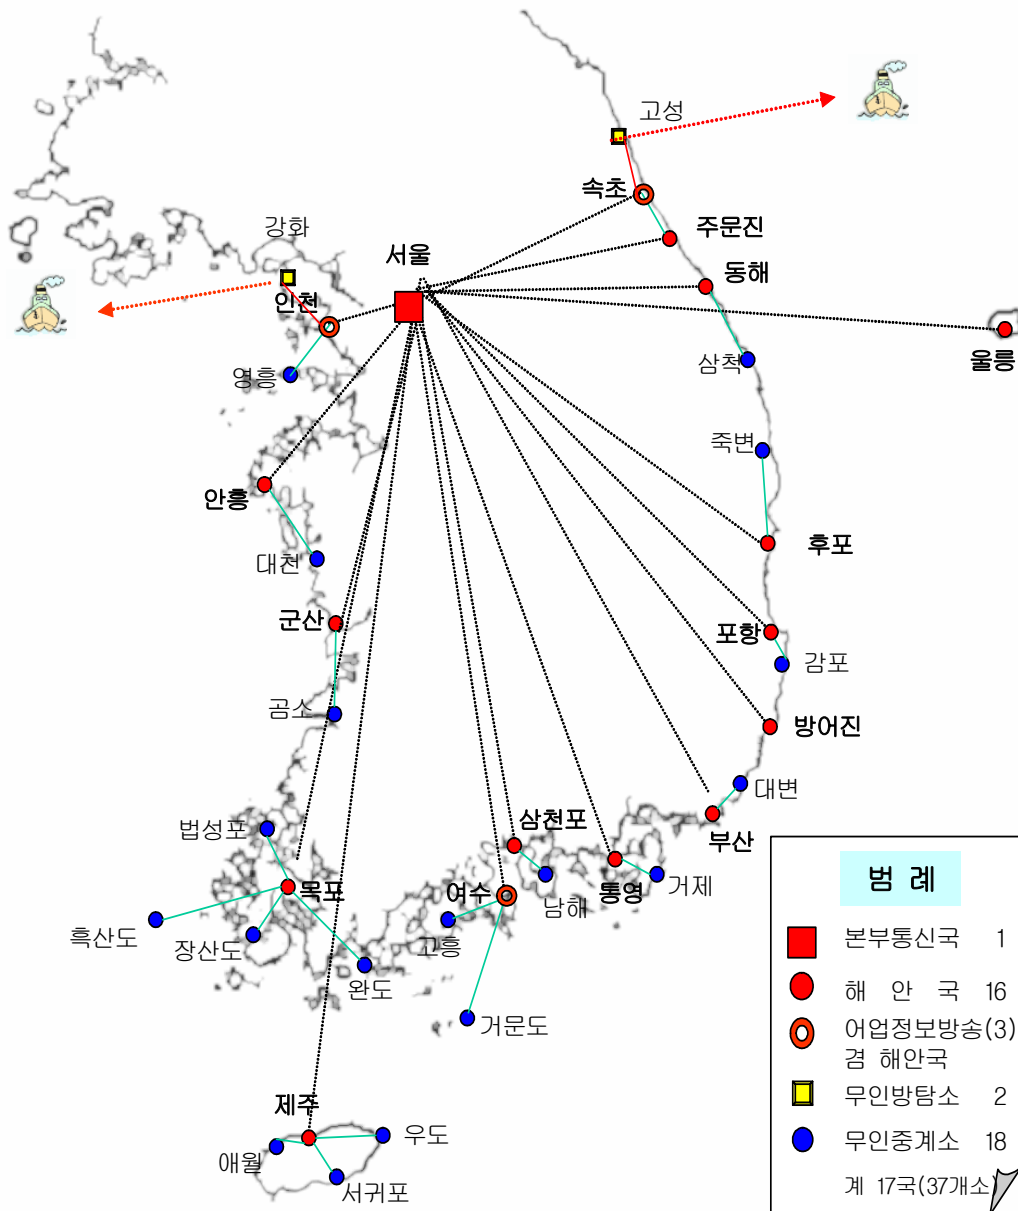 고성
속초
주문진
강화
서울
동해
인천
울릉
영흥
삼척
죽변
안흥
후포
대천
군산
포항
감포
곰소
방어진
대변
법성포
삼천포
부산
목포
여수
남해
통영
거제
흑산도
장산도
고흥
완도
거문도
제주
우도
애월
서귀포
범 례
본부통신국 1
해 안 국 16
어업정보방송(3)
겸 해안국
무인방탐소 2
무인중계소 18
계 17국(37개소)